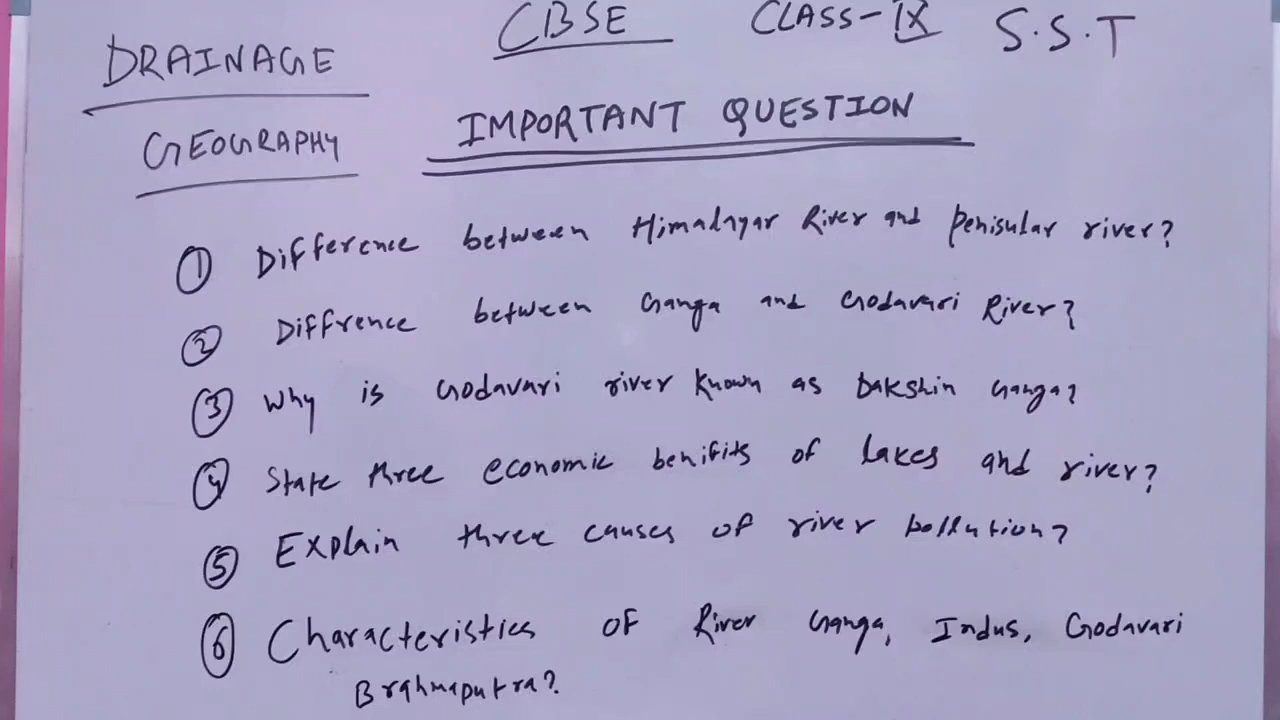 DRAINAGE CBSE CLASS-IX S.S.T
GEOGRAPHY IMPORTANT QUESTION
① Difference between Himalayar River and Penisular river?
② Diffrence between Ganga and Godavari River?
③ Why is Godavari river known as Dakshin Ganga?
④ State three economic benifits of lakes and river?
⑤ Explain three causes of river pollution?
⑥ Characteristics of River Ganga, Indus, Godavari
Brahmaputra?